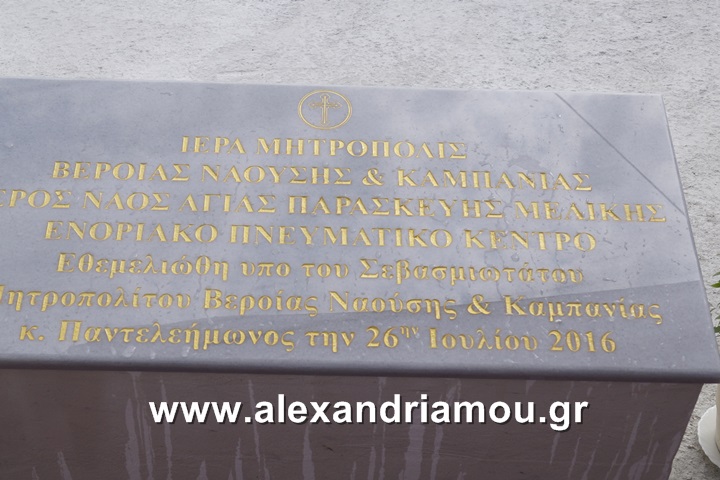 ΙΕΡΑ ΜΗΤΡΟΠΟΛΙΣ
ΒΕΡΟΙΑΣ ΝΑΟΥΣΗΣ & ΚΑΜΠΑΝΙΑΣ
ΕΡΟΣ ΝΑΟΣ ΑΓΙΑΣ ΠΑΡΑΣΚΕΥΗΣ ΜΕΛΙΚΗΣ
ΕΝΟΡΙΑΚΟ ΠΝΕΥΜΑΤΙΚΟ ΚΕΝΤΡΟ
Εθεμελιώθη υπο του Σεβασμιωτάτου
Μητροπολίτου Βεροίας Ναούσης & Καμπανίας
κ. Παντελεήμωνος την 26ην Ιουλίου 2016
www.alexandriamou.gr